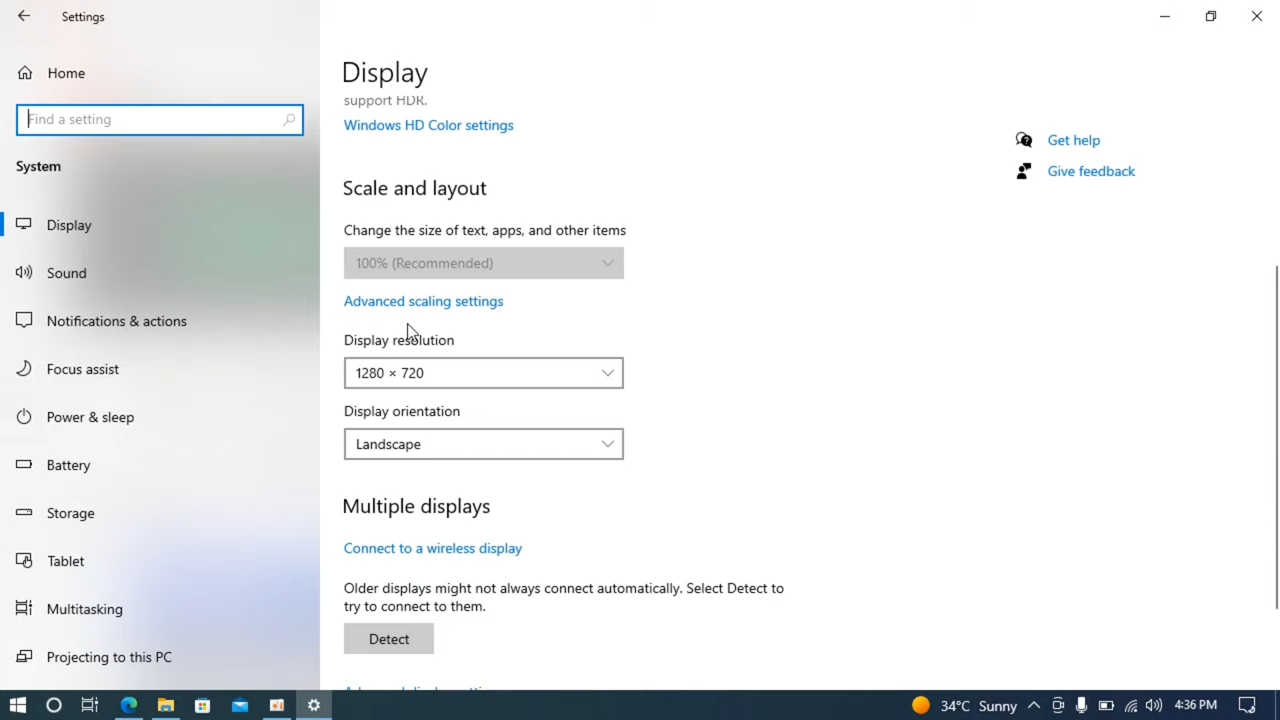 Settings
Home
Find a setting
System
Display
Sound
Notifications & actions
Focus assist
Power & sleep
Battery
Storage
Tablet
Multitasking
Projecting to this PC
Display
support HDR.
Windows HD Color settings
Scale and layout
Change the size of text, apps, and other items
100% (Recommended)
Advanced scaling settings
Display resolution
1280 × 720
Display orientation
Landscape
Multiple displays
Connect to a wireless display
Older displays might not always connect automatically. Select Detect to
try to connect to them.
Detect
Get help
Give feedback
34°C Sunny
4:36 PM